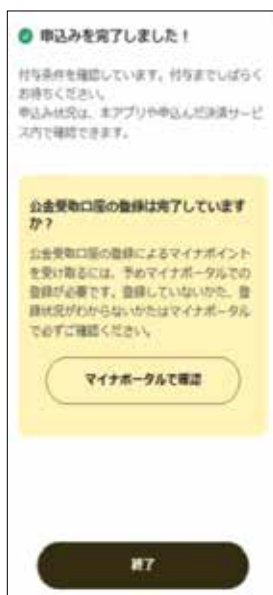 申込みを完了しました！
付与条件を確認しています。付与までしばらく
お待ちください。
申込み状況は、本アプリや申込んだ決済サービ
ス内で確認できます。
公金受取口座の登録は完了しています
か？
公金受取口座の登録によるマイナポイント
を受け取るには、予めマイナポータルでの
登録が必要です。登録していないかた、登
録状況がわからないかたはマイナポータル
で必ずご確認ください。
マイナポータルで確認
終了